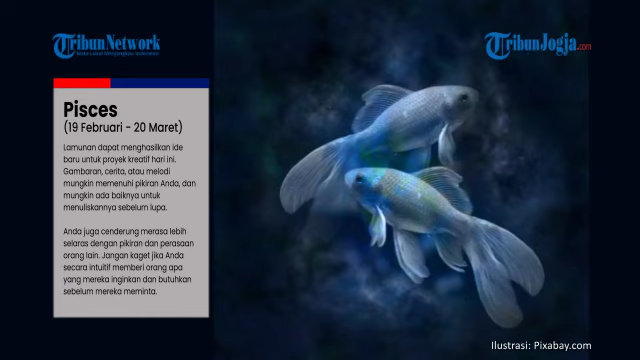 TribunNetwork
TribunJogja.com
Pisces
(19 Februari - 20 Maret)
Lamunan dapat menghasilkan ide
baru untuk proyek kreatif hari ini.
Gambaran, cerita, atau melodi
mungkin memenuhi pikiran Anda, dan
mungkin ada baiknya untuk
menuliskannya sebelum lupa.
Anda juga cenderung merasa lebih
selaras dengan pikiran dan perasaan
orang lain. Jangan kaget jika Anda
secara intuitif memberi orang apa
yang mereka inginkan dan butuhkan
sebelum mereka meminta.
Ilustrasi: Pixabay.com